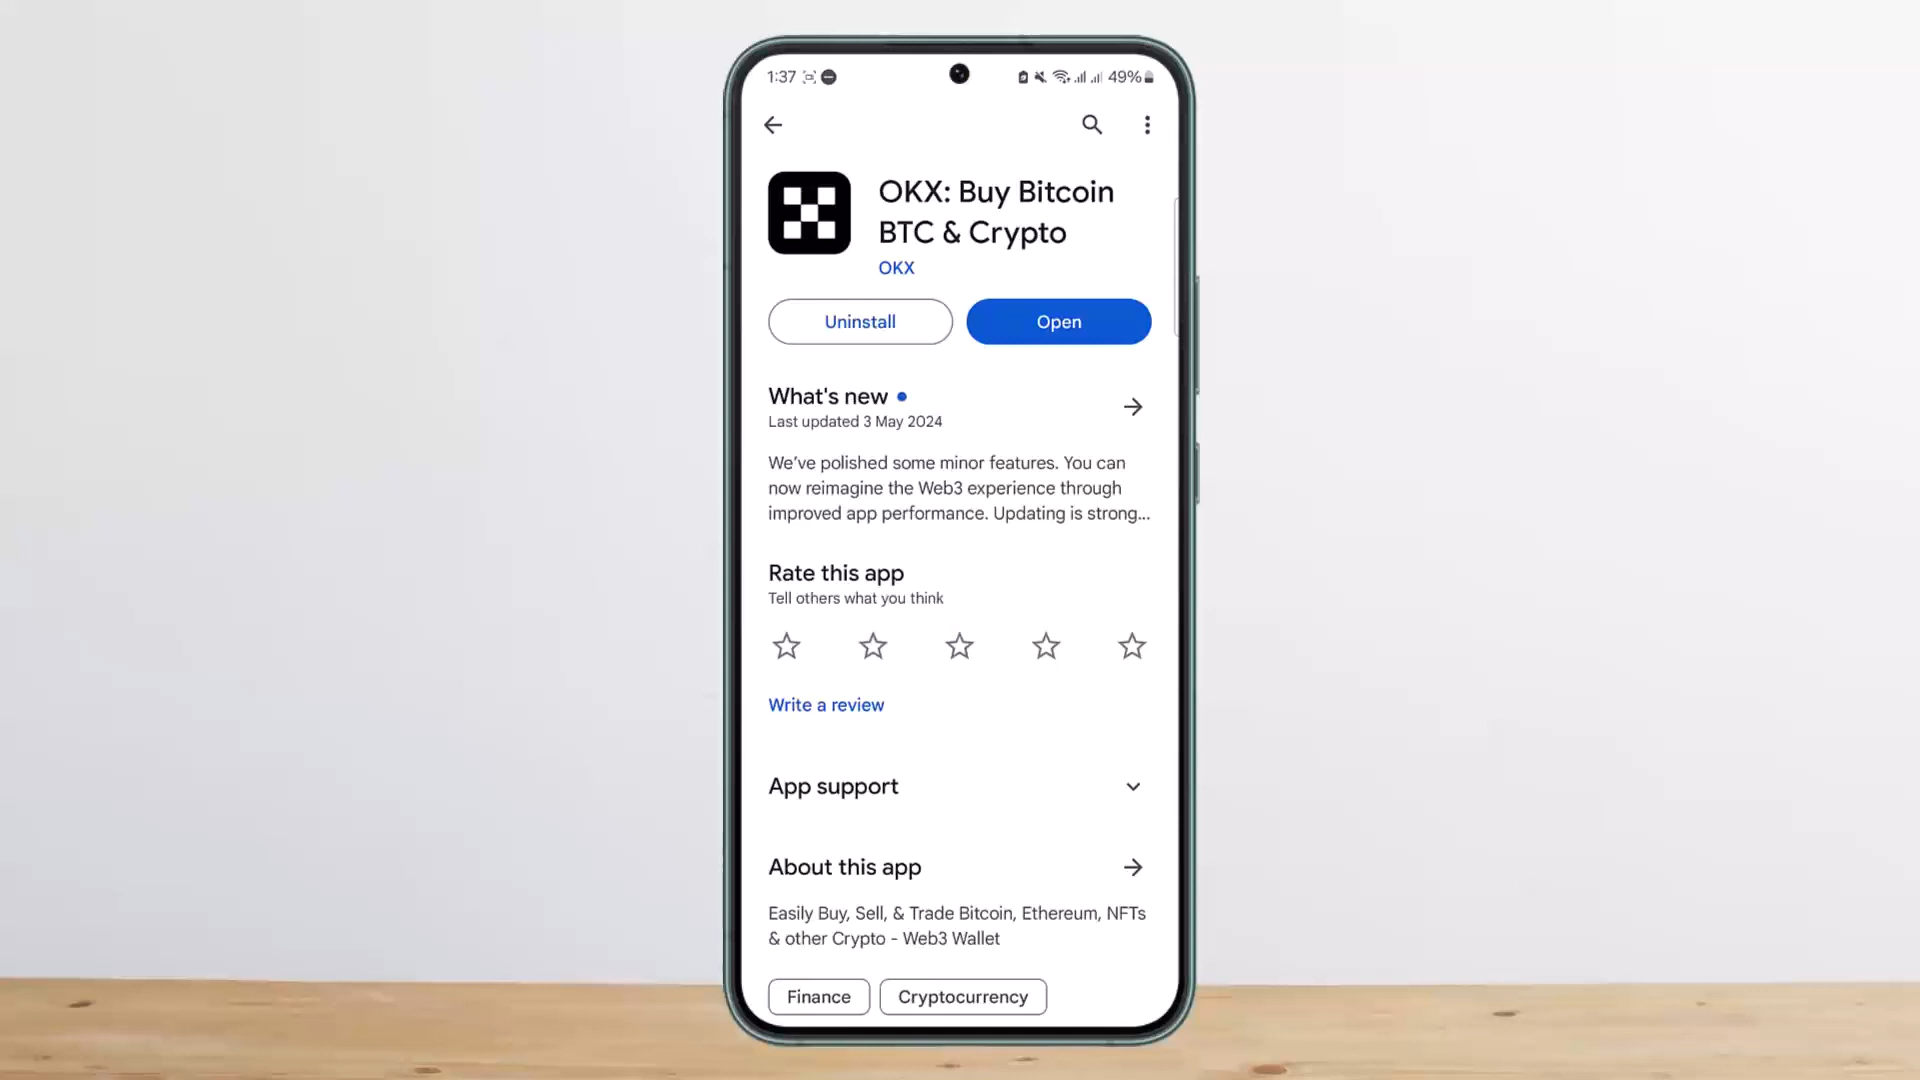 1:37
49%
OKX: Buy Bitcoin
BTC & Crypto
OKX
Uninstall
Open
What's new
Last updated 3 May 2024
We've polished some minor features. You can
now reimagine the Web3 experience through
improved app performance. Updating is strong...
Rate this app
Tell others what you think
Write a review
App support
About this app
Easily Buy, Sell, & Trade Bitcoin, Ethereum, NFTs
& other Crypto - Web3 Wallet
Finance
Cryptocurrency